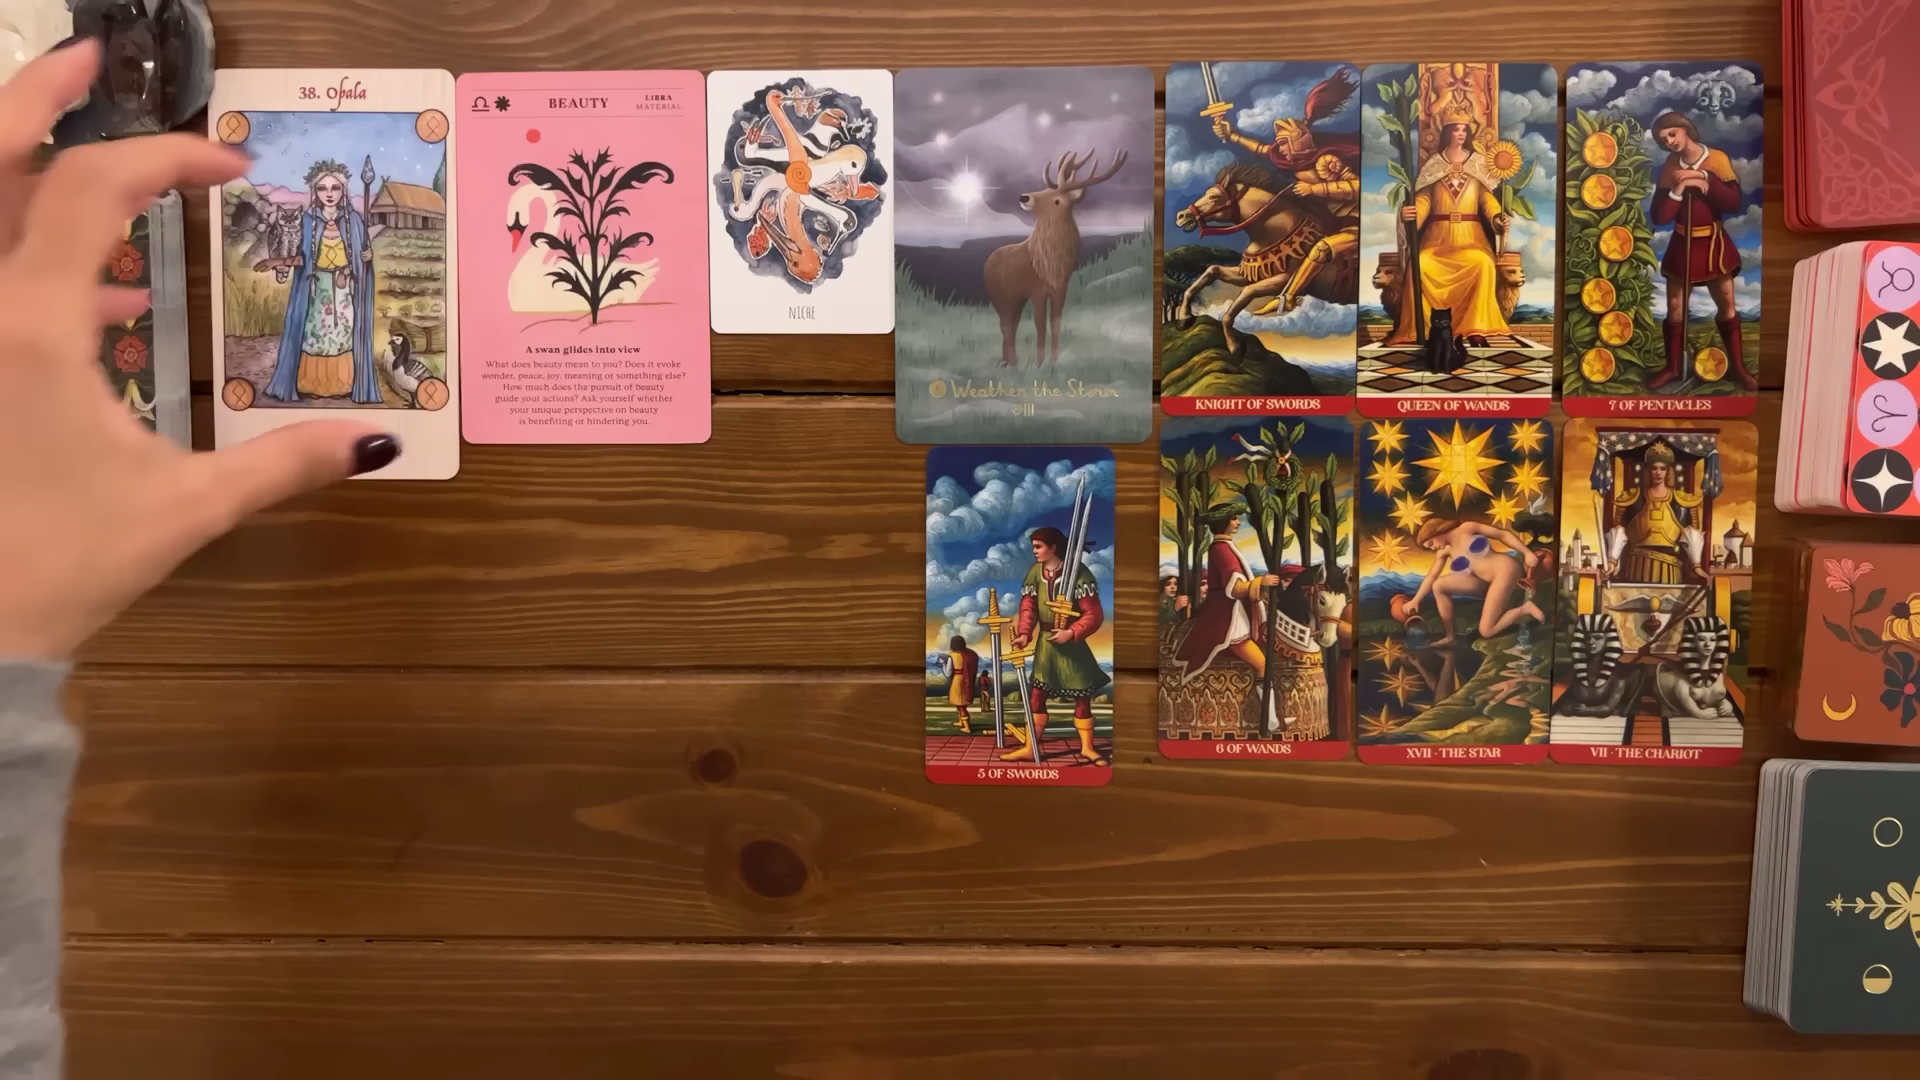 38. Opala
BEAUTY
LIBRA
MATERIAL
A swan glides into view
What does beauty mean to you? Does it evoke
wonder, peace, joy, meaning or something else?
How much does the pursuit of beauty
guide your actions? Ask yourself whether
your unique perspective on beauty
is benefiting or hindering you.
NICHE
Weather the Storm
KNIGHT OF SWORDS
QUEEN OF WANDS
7 OF PENTACLES
5 OF SWORDS
6 OF WANDS
XVII · THE STAR
VII · THE CHARIOT